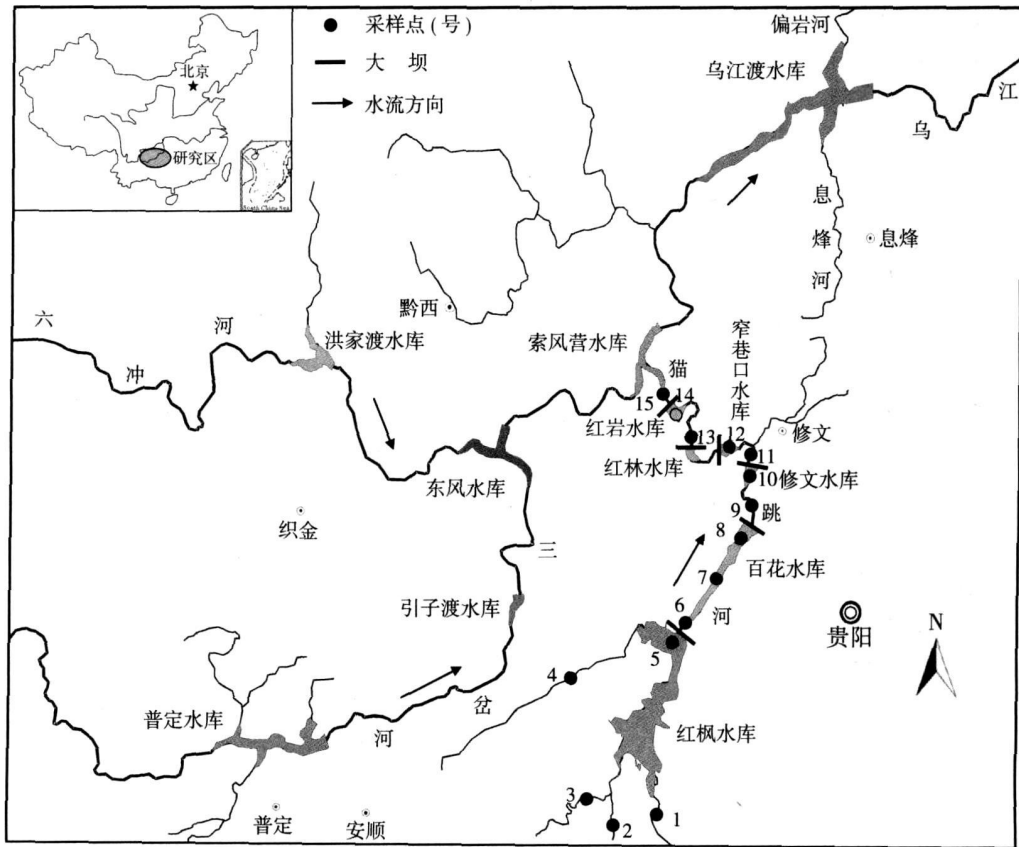 采样点(号)
大 坝
水流方向
北京
研究区
South China Sea
偏岩河
乌江渡水库
江
乌
息烽河
息烽
黔西
六
冲
河
洪家渡水库
索风营水库
窄巷口水库
猫
14
15
红岩水库
13
12
修文
11
红林水库
10
修文水库
东风水库
9
跳
8
织金
三
百花水库
7
引子渡水库
6
河
贵阳
N
5
4
岔
普定水库
河
红枫水库
3
2
1
普定
安顺